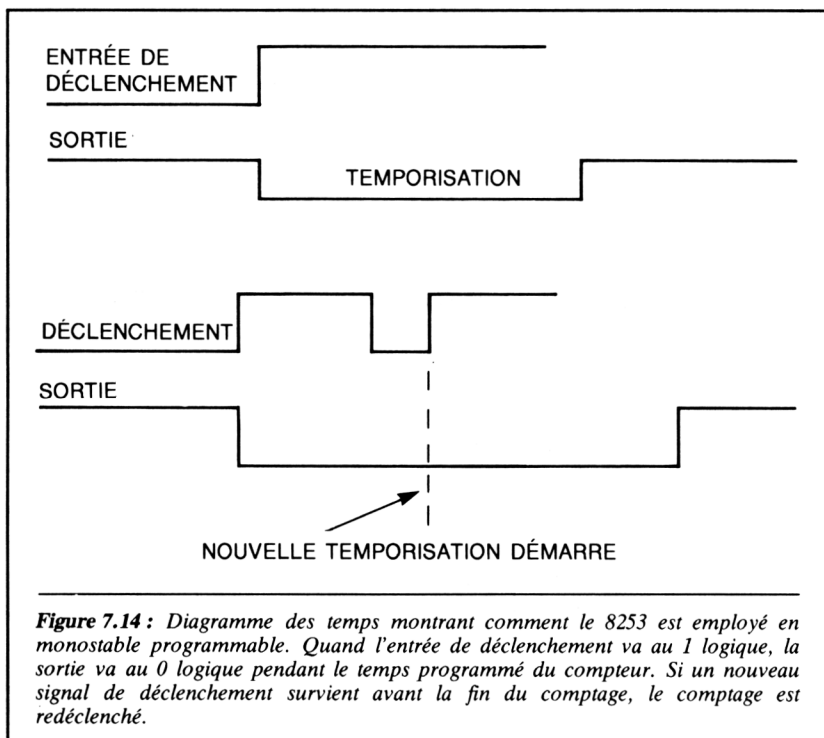 ENTRÉE DE
DÉCLENCHEMENT
SORTIE
TEMPORISATION
DÉCLENCHEMENT
SORTIE
NOUVELLE TEMPORISATION DÉMARRE
Figure 7.14 : Diagramme des temps montrant comment le 8253 est employé en
monostable programmable. Quand l'entrée de déclenchement va au 1 logique, la
sortie va au 0 logique pendant le temps programmé du compteur. Si un nouveau
signal de déclenchement survient avant la fin du comptage, le comptage est
redéclenché.